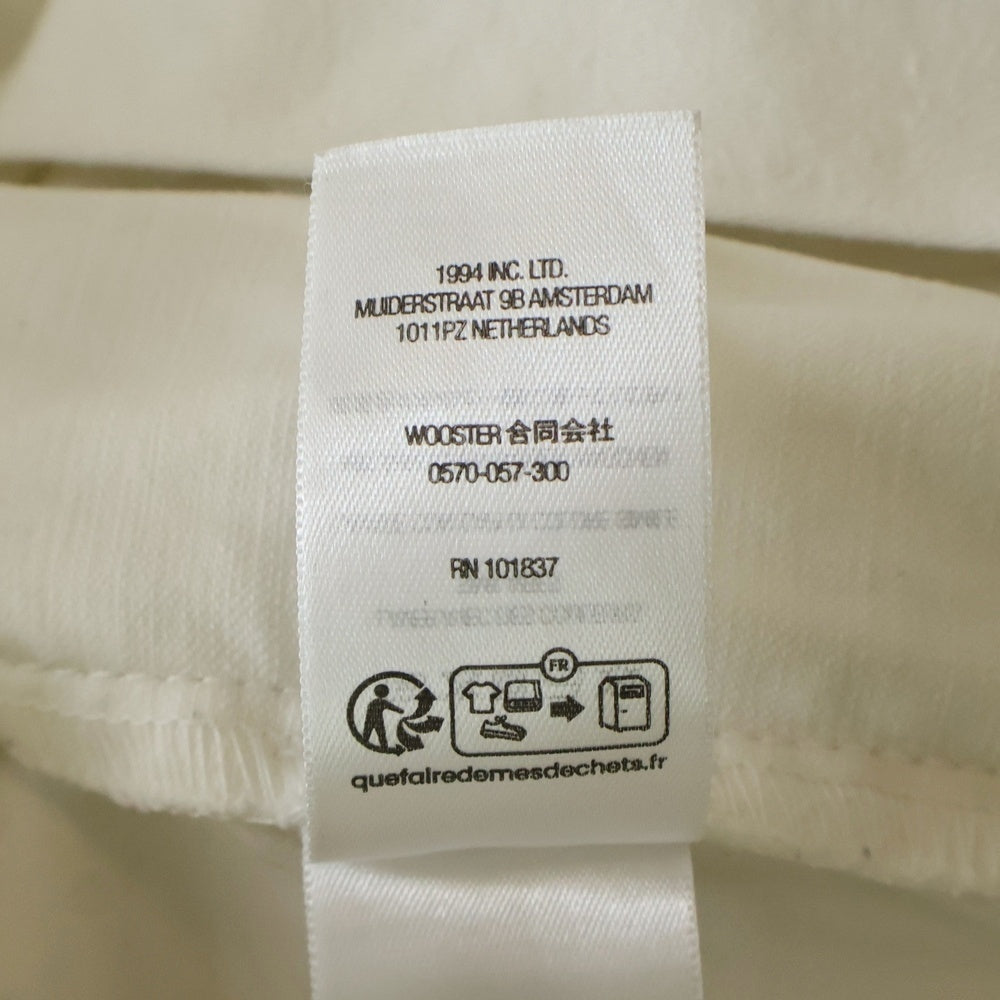 1994 INC. LTD.
MUIDERSTRAAT 9B AMSTERDAM
1011PZ NETHERLANDS
WOOSTER 合同会社
0570-057-300
RN 101837
FR
quefairedemesdechets.fr